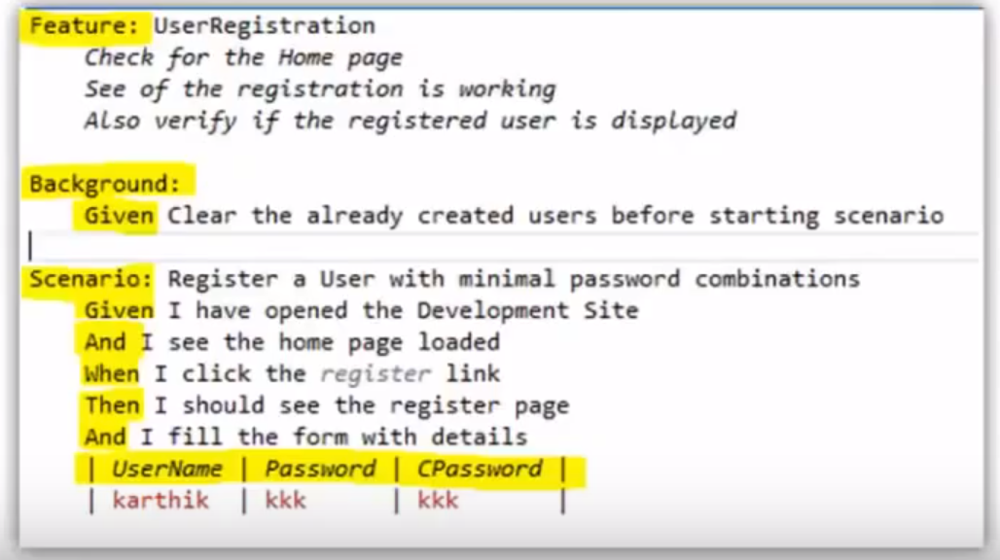 Feature: UserRegistration
Check for the Home page
See of the registration is working
Also verify if the registered user is displayed
Background:
Given Clear the already created users before starting scenario
Scenario: Register a User with minimal password combinations
Given I have opened the Development Site
And I see the home page loaded
When I click the register link
Then I should see the register page
And I fill the form with details
| UserName | Password | CPassword |
| karthik | kkk | kkk |